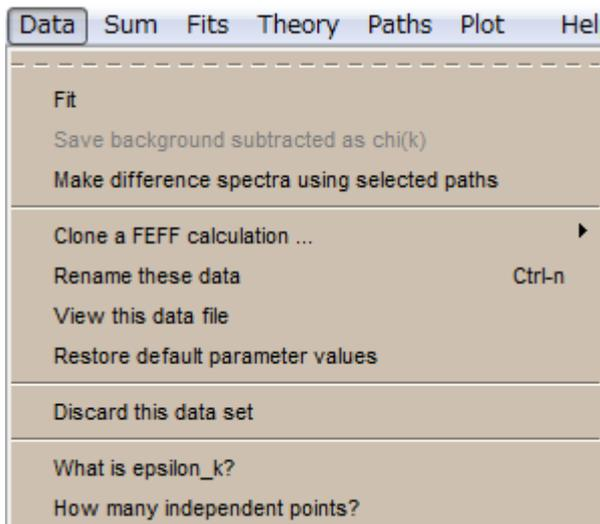 Data Sum Fits Theory Paths Plot Hel
Fit
Save background subtracted as chi(k)
Make difference spectra using selected paths
Clone a FEFF calculation ...
Rename these data Ctrl-n
View this data file
Restore default parameter values
Discard this data set
What is epsilon_k?
How many independent points?